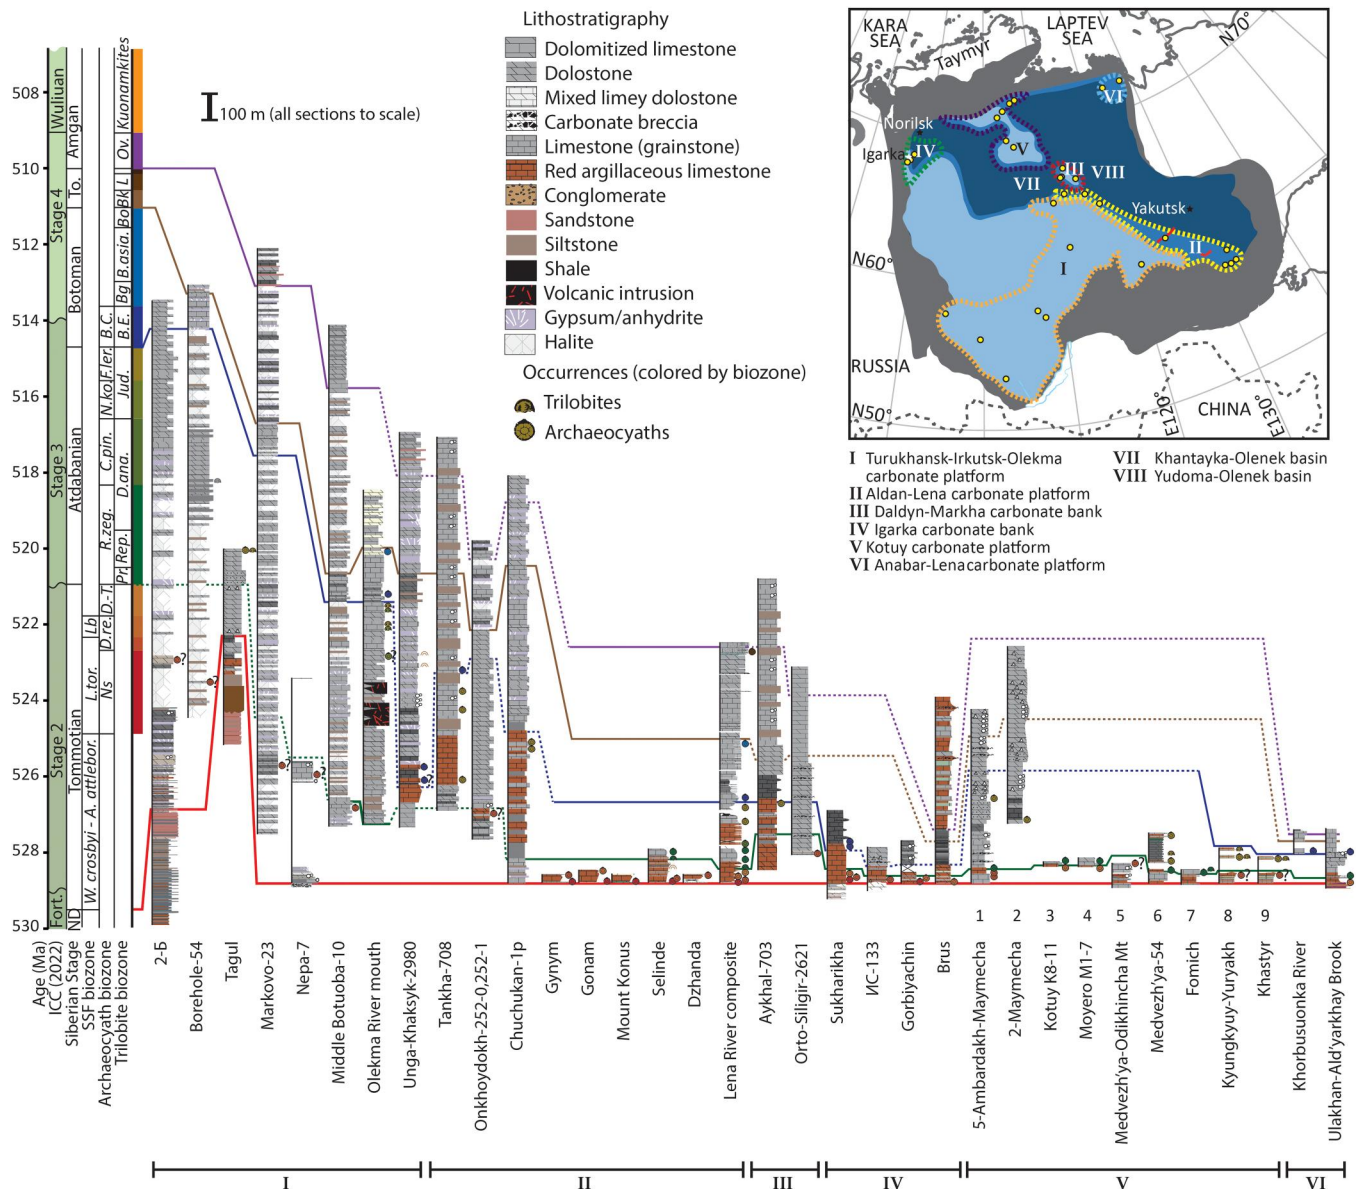 Lithostratigraphy
Dolomitized limestone
Dolostone
Mixed limey dolostone
Carbonate breccia
Limestone (grainstone)
Red argillaceous limestone
Conglomerate
Sandstone
Siltstone
Shale
Volcanic intrusion
Gypsum/anhydrite
Halite
Occurrences (colored by biozone)
Trilobites
Archaeocyaths
100 m (all sections to scale)
KARA
SEA
LAPTEV
SEA
Taymyr
N70°
Norilsk
Igarka
IV
V
VI
III
VIII
VII
Yakutsk
II
I
N60°
RUSSIA
N50°
E120°
CHINA
E130°
I Turukhansk-Irkutsk-Olekma
carbonate platform
II Aldan-Lena carbonate platform
III Daldyn-Markha carbonate bank
IV Igarka carbonate bank
V Kotuy carbonate platform
VI Anabar-Lenacarbonate platform
VII Khantayka-Olenek basin
VIII Yudoma-Olenek basin
508
510
512
514
516
518
520
522
524
526
528
530
Wuliuan
Stage 4
Stage 3
Stage 2
Fort.
Amgan
To.
Botoman
Atdabanian
Tommotian
ND
Lb
L.tor.
W. crosbyi - A. attlebor.
B.C.
N.kok
F.ler.
C.pin.
R.zeg.
D.-T.
D.re.
Ns
Kuonamkites
Ov.
L
Bk
Bo
B.asia.
Bg
B.E.
Jud.
D.ana.
Rep.
Pr.
?
?
?
?
?
?
?
?
?
?
1
2
3
4
5
6
7
8
9
Age (Ma)
ICC (2022)
Siberian Stage
SSF biozone
Archaeocyath biozone
Trilobite biozone
2-Б
Borehole-54
Tagul
Markovo-23
Nepa-7
Middle Botuoba-10
Olekma River mouth
Unga-Khaksyk-2980
Tankha-708
Onkhoydokh-252-0,252-1
Chuchukan-1p
Gynym
Gonam
Mount Konus
Selinde
Dzhanda
Lena River composite
Aykhal-703
Orto-Siligir-2621
Sukharikha
ИС-133
Gorbiyachin
Brus
5-Ambardakh-Maymecha
2-Maymecha
Kotuy K8-11
Moyero M1-7
Medvezh'ya-Odikhincha Mt
Medvezh'ya-54
Fomich
Kyungkyuy-Yuryakh
Khastyr
Khorbusuonka River
Ulakhan-Ald'yarkhay Brook
I
II
III
IV
V
VI